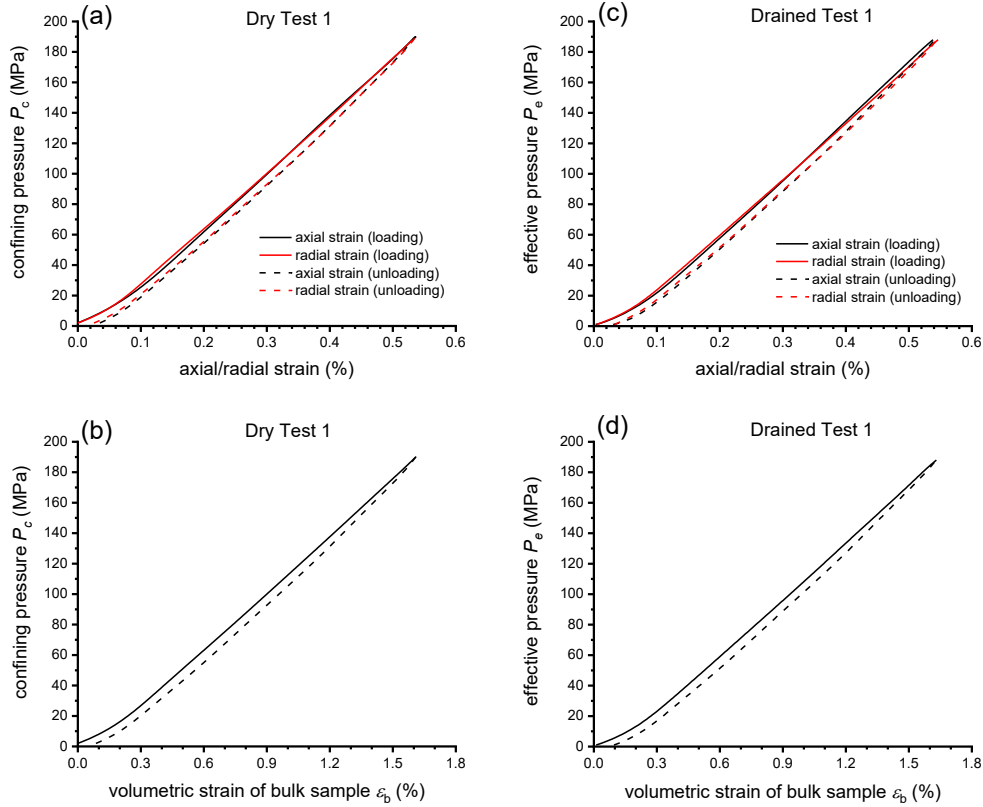 (a)
Dry Test 1
confining pressure P_c (MPa)
200
180
160
140
120
100
80
60
40
20
0
axial strain (loading)
radial strain (loading)
axial strain (unloading)
radial strain (unloading)
0.0 0.1 0.2 0.3 0.4 0.5 0.6
axial/radial strain (%)
(c)
Drained Test 1
effective pressure P_e (MPa)
200
180
160
140
120
100
80
60
40
20
0
axial strain (loading)
radial strain (loading)
axial strain (unloading)
radial strain (unloading)
0.0 0.1 0.2 0.3 0.4 0.5 0.6
axial/radial strain (%)
(b)
Dry Test 1
confining pressure P_c (MPa)
200
180
160
140
120
100
80
60
40
20
0
0.0 0.3 0.6 0.9 1.2 1.5 1.8
volumetric strain of bulk sample ε_b (%)
(d)
Drained Test 1
effective pressure P_e (MPa)
200
180
160
140
120
100
80
60
40
20
0
0.0 0.3 0.6 0.9 1.2 1.5 1.8
volumetric strain of bulk sample ε_b (%)